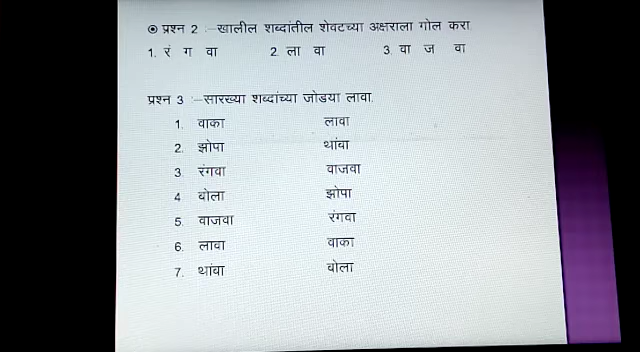 प्रश्न 2 :–खालील शब्दांतील शेवटच्या अक्षराला गोल करा.
1. रं ग वा 2. ला वा 3. वा ज वा
प्रश्न 3 :–सारख्या शब्दांच्या जोडया लावा.
1. वाका लावा
2. झोपा थांबा
3. रंगवा वाजवा
4 बोला झोपा
5. वाजवा रंगवा
6. लावा वाका
7. थांबा बोला